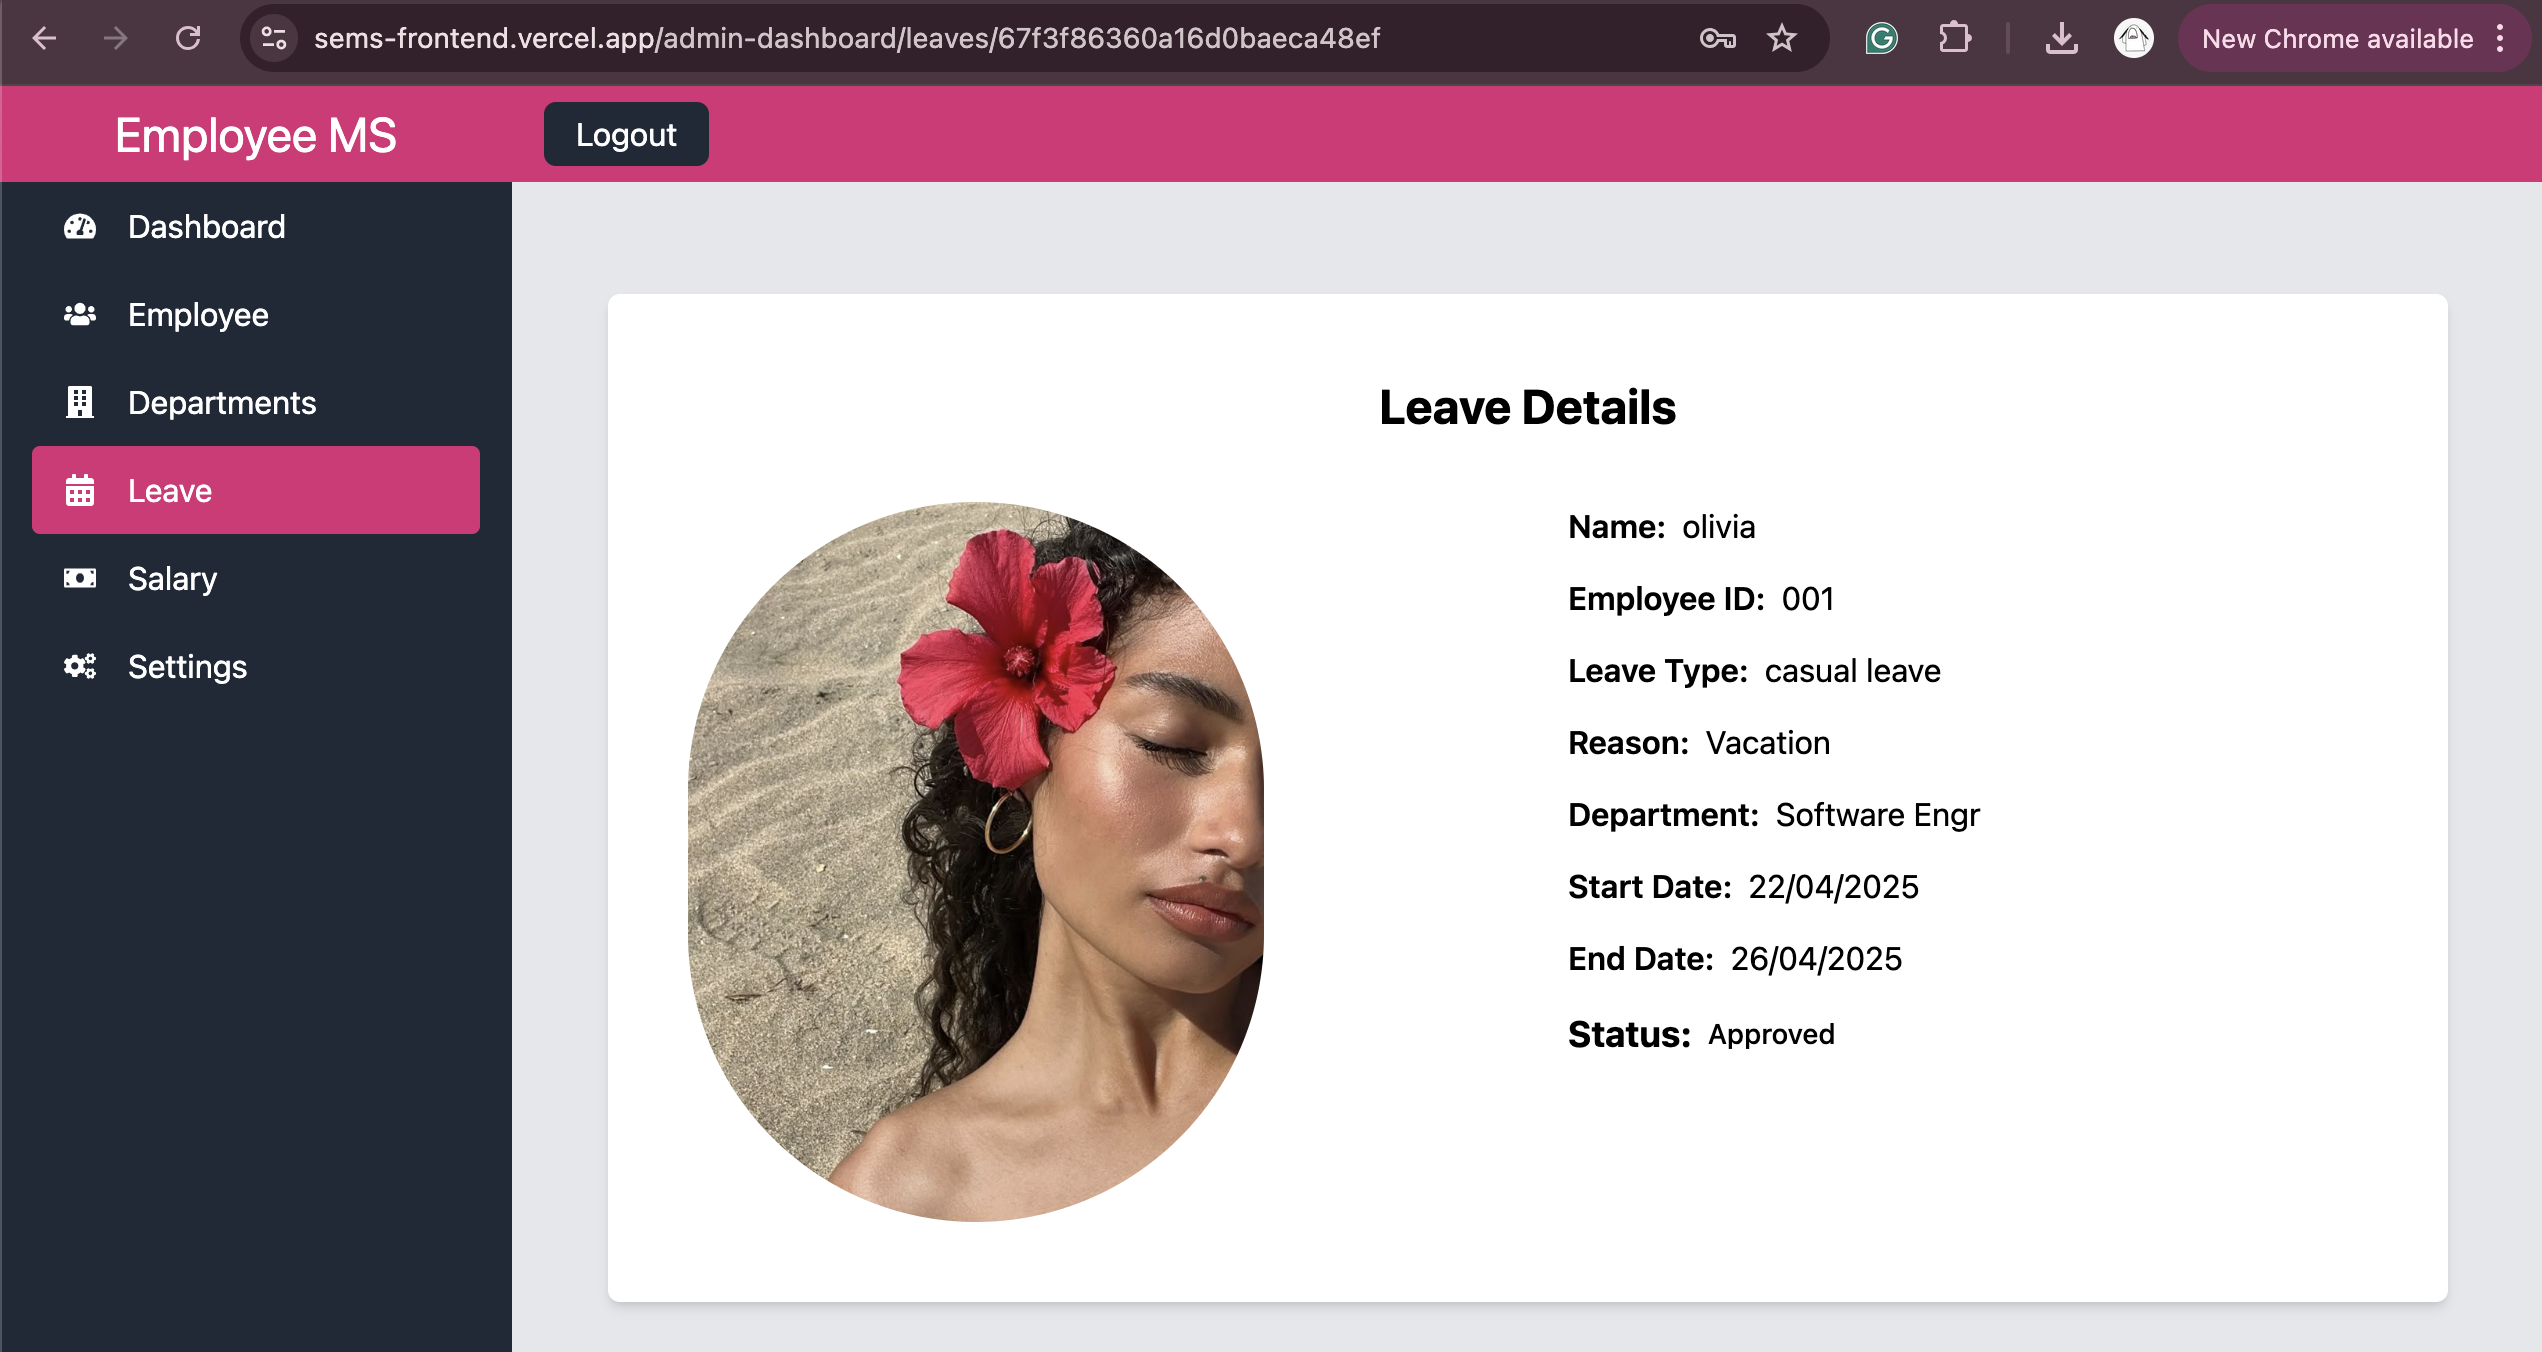 sems-frontend.vercel.app/admin-dashboard/leaves/67f3f86360a16d0baeca48ef
New Chrome available
Employee MS
Logout
Dashboard
Employee
Departments
Leave
Salary
Settings
Leave Details
Name: olivia
Employee ID: 001
Leave Type: casual leave
Reason: Vacation
Department: Software Engr
Start Date: 22/04/2025
End Date: 26/04/2025
Status: Approved